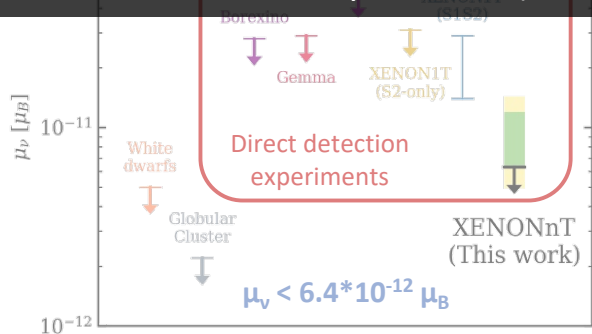 (S1S2)
Borexino
Gemma
XENON1T
(S2-only)
μν [μB]
10⁻¹¹
White
dwarfs
Direct detection
experiments
Globular
Cluster
XENONnT
(This work)
μν < 6.4*10⁻¹² μB
10⁻¹²